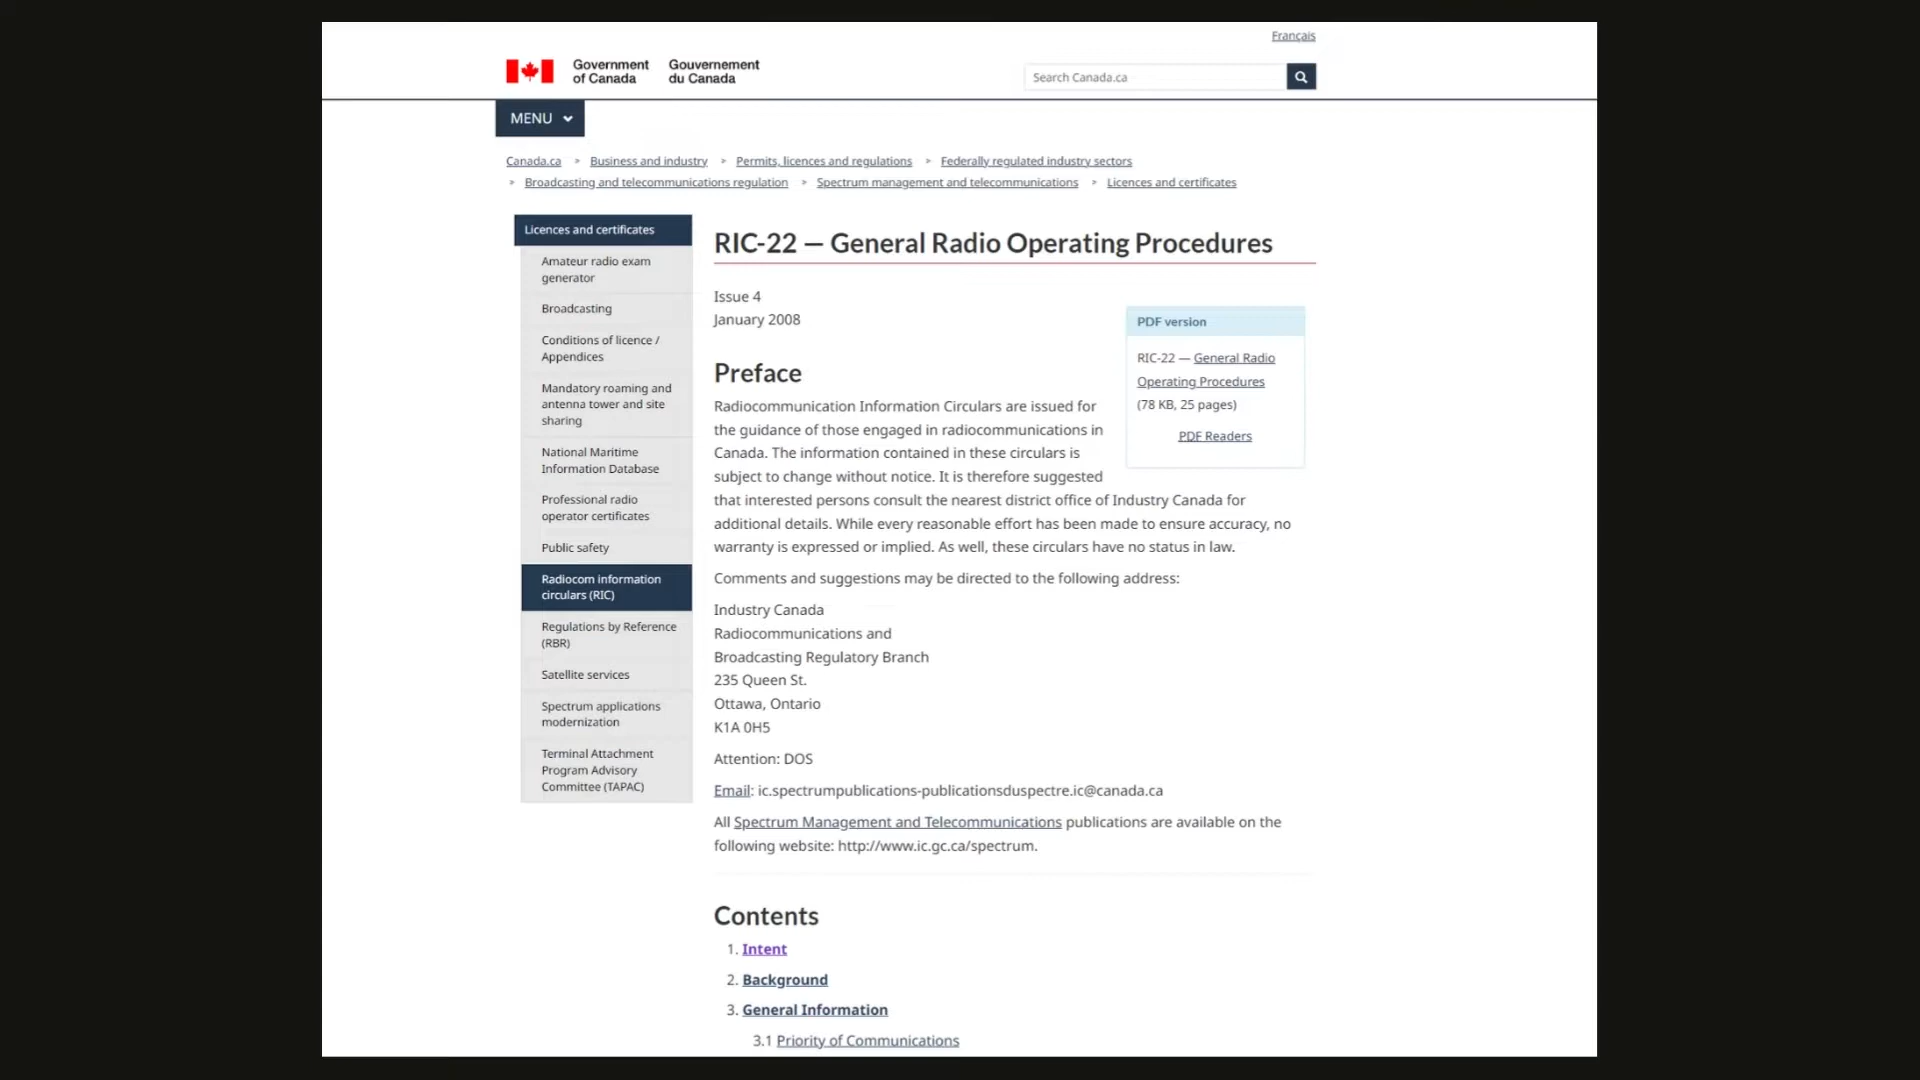 Français
Government of Canada
Gouvernement du Canada
Search Canada.ca
MENU
Canada.ca > Business and industry > Permits, licences and regulations > Federally regulated industry sectors
> Broadcasting and telecommunications regulation > Spectrum management and telecommunications > Licences and certificates
Licences and certificates
Amateur radio exam
generator
Broadcasting
Conditions of licence /
Appendices
Mandatory roaming and
antenna tower and site
sharing
National Maritime
Information Database
Professional radio
operator certificates
Public safety
Radiocom information
circulars (RIC)
Regulations by Reference
(RBR)
Satellite services
Spectrum applications
modernization
Terminal Attachment
Program Advisory
Committee (TAPAC)
RIC-22 — General Radio Operating Procedures
Issue 4
January 2008
PDF version
RIC-22 — General Radio
Operating Procedures
(78 KB, 25 pages)
PDF Readers
Preface
Radiocommunication Information Circulars are issued for
the guidance of those engaged in radiocommunications in
Canada. The information contained in these circulars is
subject to change without notice. It is therefore suggested
that interested persons consult the nearest district office of Industry Canada for
additional details. While every reasonable effort has been made to ensure accuracy, no
warranty is expressed or implied. As well, these circulars have no status in law.
Comments and suggestions may be directed to the following address:
Industry Canada
Radiocommunications and
Broadcasting Regulatory Branch
235 Queen St.
Ottawa, Ontario
K1A 0H5
Attention: DOS
Email: ic.spectrumpublications-publicationsduspectre.ic@canada.ca
All Spectrum Management and Telecommunications publications are available on the
following website: http://www.ic.gc.ca/spectrum.
Contents
1. Intent
2. Background
3. General Information
3.1 Priority of Communications